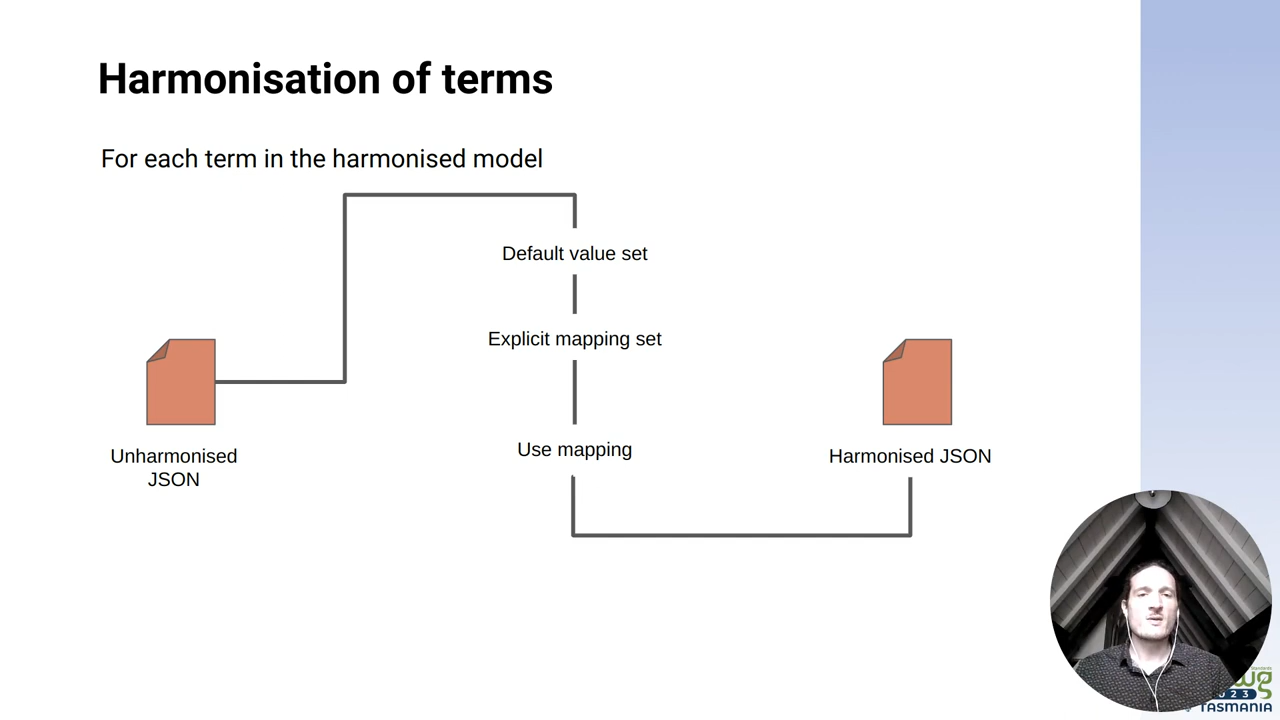 Harmonisation of terms
For each term in the harmonised model
Default value set
Explicit mapping set
Use mapping
Unharmonised
JSON
Harmonised JSON
TASMANIA